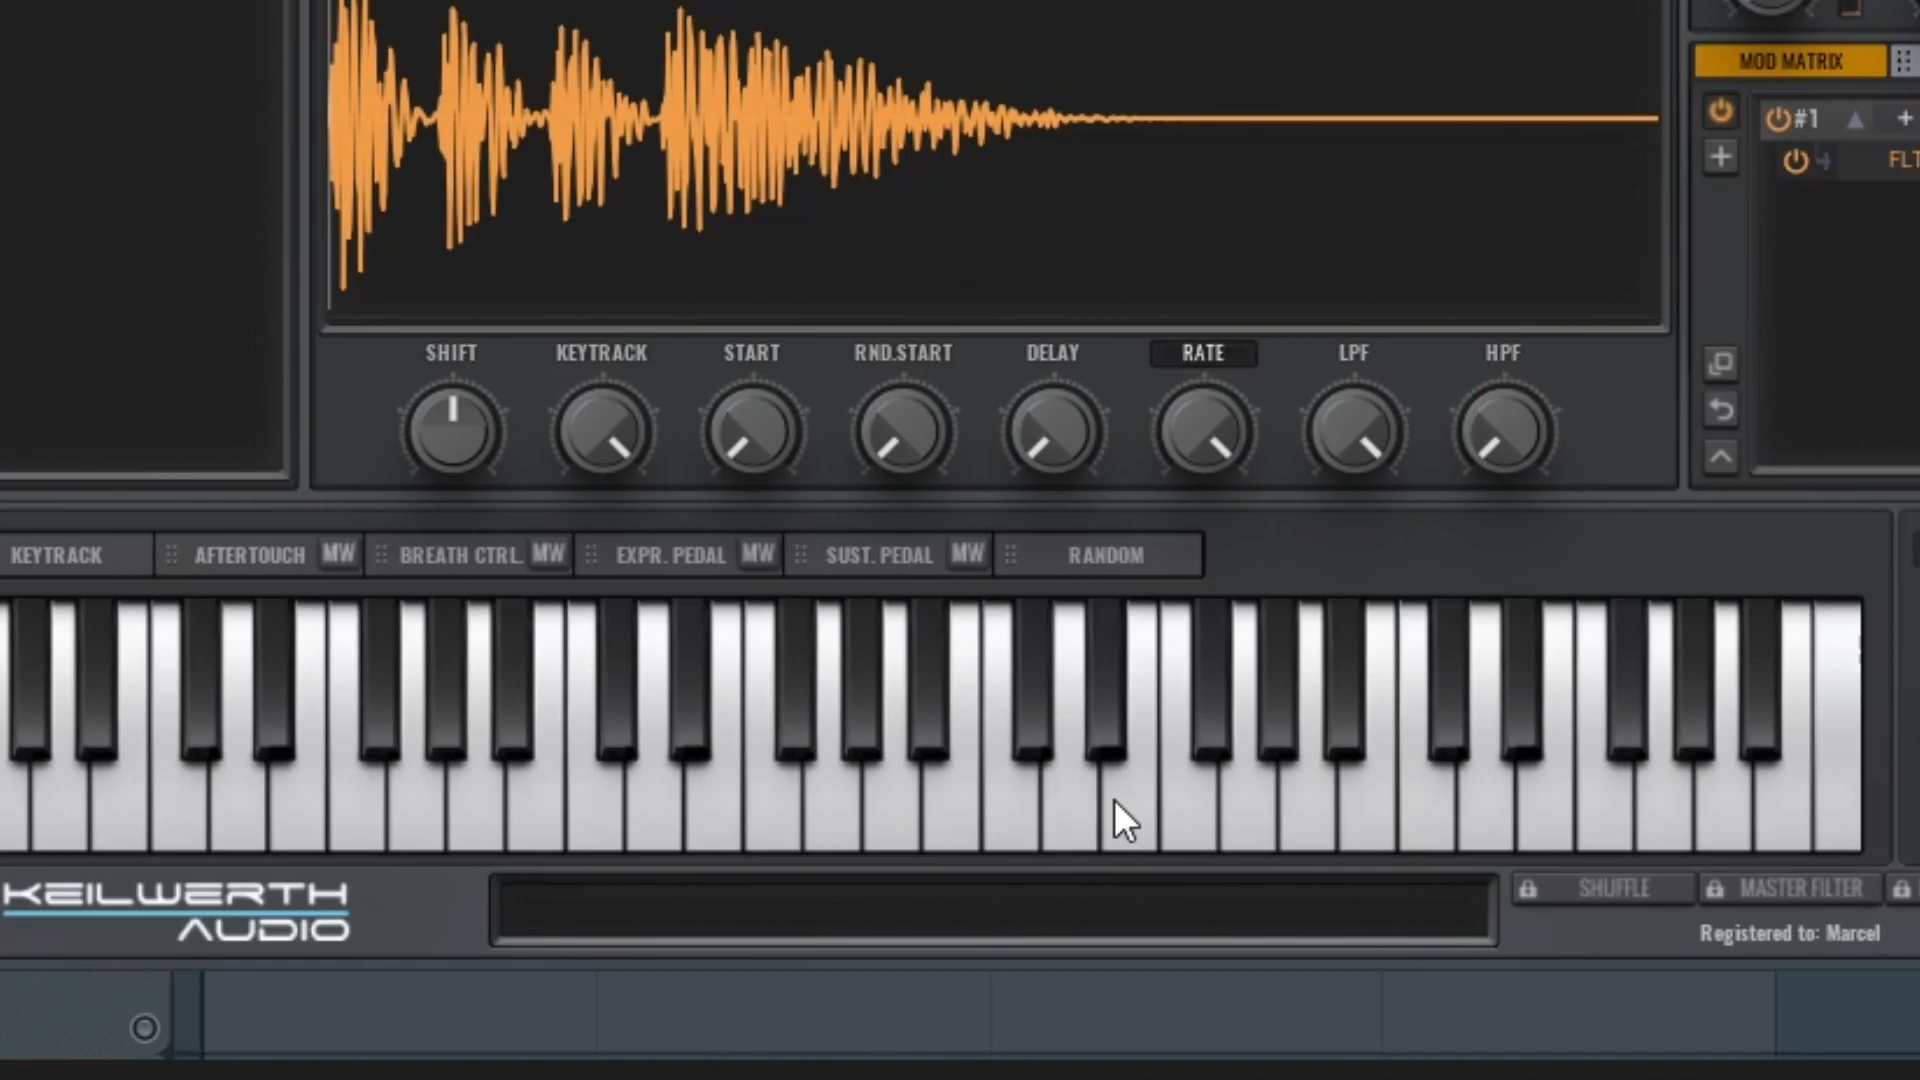 MOD MATRIX
#1
FLT
SHIFT KEYTRACK START RND.START DELAY RATE LPF HPF
KEYTRACK AFTERTOUCH MW BREATH CTRL. MW EXPR. PEDAL MW SUST. PEDAL MW RANDOM
KEILWERTH
AUDIO
SHUFFLE MASTER FILTER
Registered to: Marcel